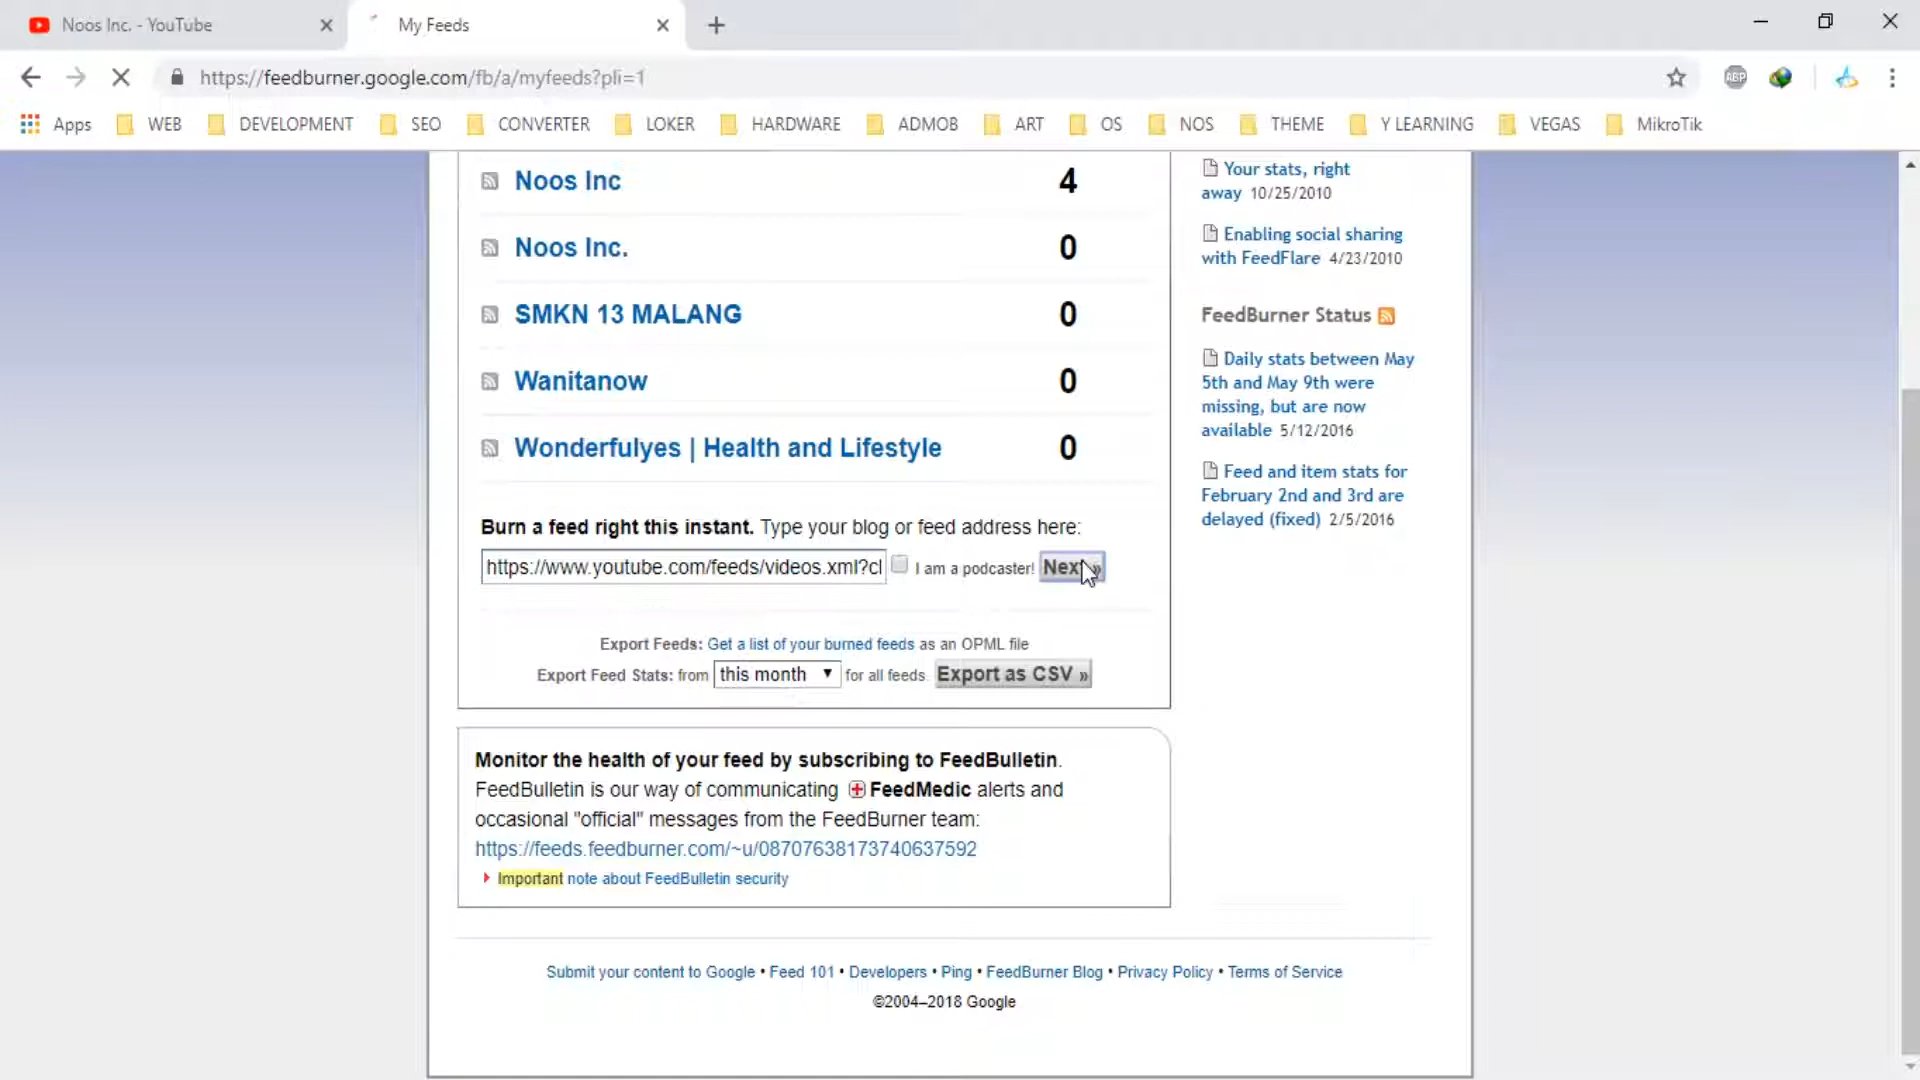 Noos Inc. - YouTube
My Feeds
https://feedburner.google.com/fb/a/myfeeds?pli=1
ABP
Apps WEB DEVELOPMENT SEO CONVERTER LOKER HARDWARE ADMOB ART OS NOS THEME Y LEARNING VEGAS MikroTik
Noos Inc 4
Noos Inc. 0
SMKN 13 MALANG 0
Wanitanow 0
Wonderfulyes | Health and Lifestyle 0
Burn a feed right this instant. Type your blog or feed address here:
https://www.youtube.com/feeds/videos.xml?cl I am a podcaster! Next »
Export Feeds: Get a list of your burned feeds as an OPML file
Export Feed Stats: from this month for all feeds Export as CSV »
Monitor the health of your feed by subscribing to FeedBulletin.
FeedBulletin is our way of communicating FeedMedic alerts and
occasional "official" messages from the FeedBurner team:
https://feeds.feedburner.com/~u/08707638173740637592
Important note about FeedBulletin security
Your stats, right
away 10/25/2010
Enabling social sharing
with FeedFlare 4/23/2010
FeedBurner Status
Daily stats between May
5th and May 9th were
missing, but are now
available 5/12/2016
Feed and item stats for
February 2nd and 3rd are
delayed (fixed) 2/5/2016
Submit your content to Google • Feed 101 • Developers • Ping • FeedBurner Blog • Privacy Policy • Terms of Service
©2004–2018 Google